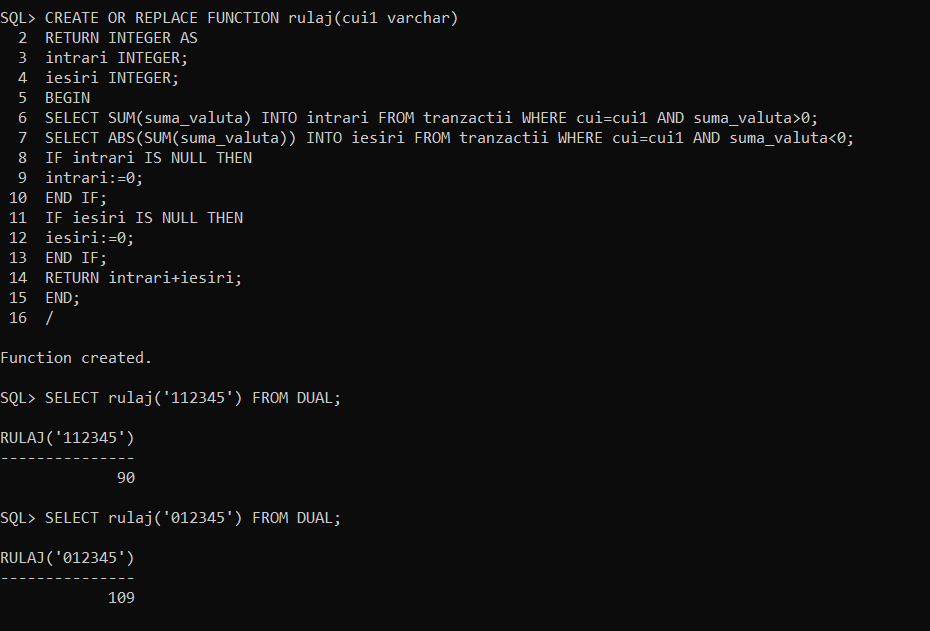 SQL> CREATE OR REPLACE FUNCTION rulaj(cui1 varchar)
  2  RETURN INTEGER AS
  3  intrari INTEGER;
  4  iesiri INTEGER;
  5  BEGIN
  6  SELECT SUM(suma_valuta) INTO intrari FROM tranzactii WHERE cui=cui1 AND suma_valuta>0;
  7  SELECT ABS(SUM(suma_valuta)) INTO iesiri FROM tranzactii WHERE cui=cui1 AND suma_valuta<0;
  8  IF intrari IS NULL THEN
  9  intrari:=0;
 10  END IF;
 11  IF iesiri IS NULL THEN
 12  iesiri:=0;
 13  END IF;
 14  RETURN intrari+iesiri;
 15  END;
 16  /
Function created.
SQL> SELECT rulaj('112345') FROM DUAL;
RULAJ('112345')
---------------
             90
SQL> SELECT rulaj('012345') FROM DUAL;
RULAJ('012345')
---------------
            109